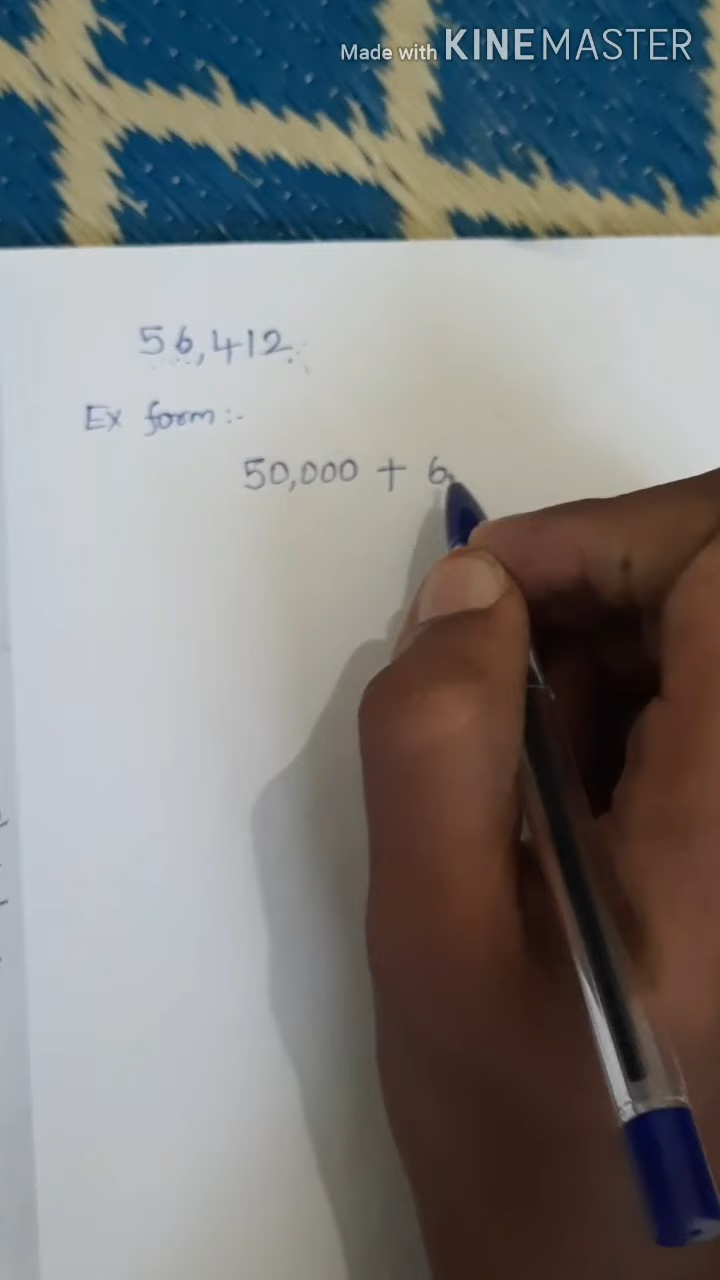 Made with KINEMASTER
56,412.
Ex form:-
50,000 + 6,